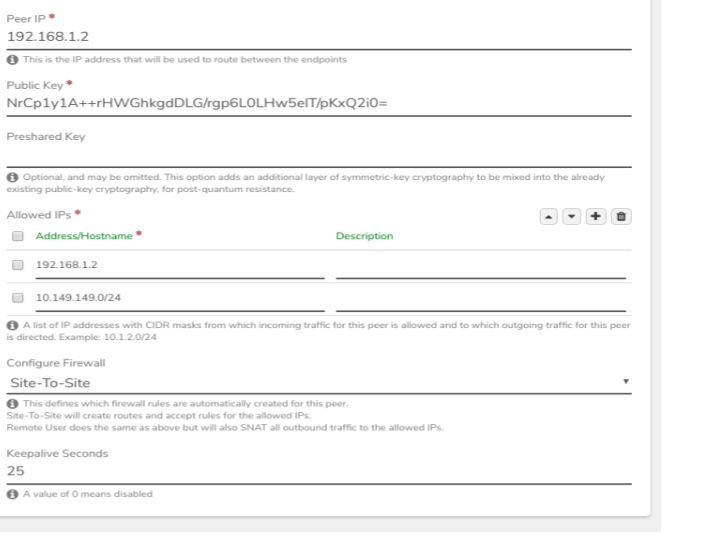 Peer IP *
192.168.1.2
This is the IP address that will be used to route between the endpoints
Public Key *
NrCp1y1A++rHWGhkgdDLG/rgp6L0LHw5eIT/pKxQ2i0=
Preshared Key
Optional, and may be omitted. This option adds an additional layer of symmetric-key cryptography to be mixed into the already
existing public-key cryptography, for post-quantum resistance.
Allowed IPs *
Address/Hostname * Description
192.168.1.2
10.149.149.0/24
A list of IP addresses with CIDR masks from which incoming traffic for this peer is allowed and to which outgoing traffic for this peer
is directed. Example: 10.1.2.0/24
Configure Firewall
Site-To-Site
This defines which firewall rules are automatically created for this peer.
Site-To-Site will create routes and accept rules for the allowed IPs.
Remote User does the same as above but will also SNAT all outbound traffic to the allowed IPs.
Keepalive Seconds
25
A value of 0 means disabled